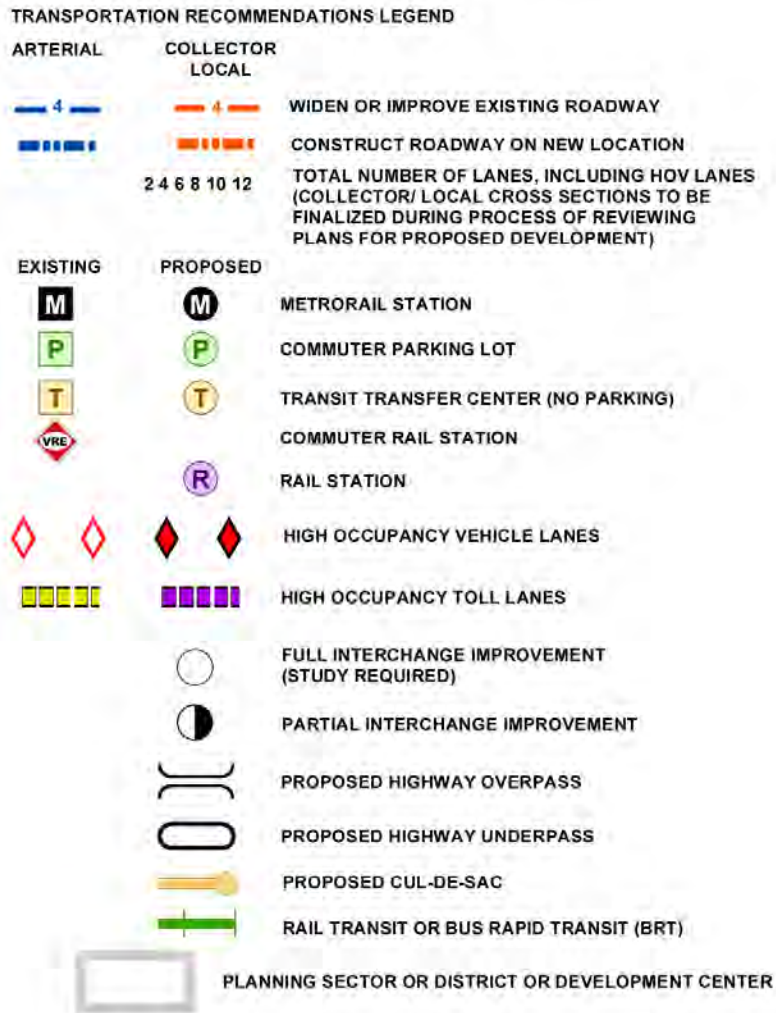 TRANSPORTATION RECOMMENDATIONS LEGEND
ARTERIAL COLLECTOR
LOCAL
4 4 WIDEN OR IMPROVE EXISTING ROADWAY
CONSTRUCT ROADWAY ON NEW LOCATION
2 4 6 8 10 12 TOTAL NUMBER OF LANES, INCLUDING HOV LANES
(COLLECTOR/ LOCAL CROSS SECTIONS TO BE
FINALIZED DURING PROCESS OF REVIEWING
PLANS FOR PROPOSED DEVELOPMENT)
EXISTING PROPOSED
M M METRORAIL STATION
P P COMMUTER PARKING LOT
T T TRANSIT TRANSFER CENTER (NO PARKING)
VRE COMMUTER RAIL STATION
R RAIL STATION
HIGH OCCUPANCY VEHICLE LANES
HIGH OCCUPANCY TOLL LANES
FULL INTERCHANGE IMPROVEMENT
(STUDY REQUIRED)
PARTIAL INTERCHANGE IMPROVEMENT
PROPOSED HIGHWAY OVERPASS
PROPOSED HIGHWAY UNDERPASS
PROPOSED CUL-DE-SAC
RAIL TRANSIT OR BUS RAPID TRANSIT (BRT)
PLANNING SECTOR OR DISTRICT OR DEVELOPMENT CENTER